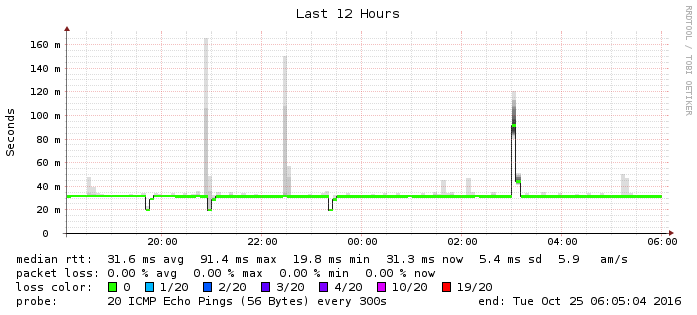 Last 12 Hours
RRDTOOL / TOBI OETIKER
Seconds
160 m
140 m
120 m
100 m
80 m
60 m
40 m
20 m
0
20:00 22:00 00:00 02:00 04:00 06:00
median rtt: 31.6 ms avg 91.4 ms max 19.8 ms min 31.3 ms now 5.4 ms sd 5.9 am/s
packet loss: 0.00 % avg 0.00 % max 0.00 % min 0.00 % now
loss color: 0 1/20 2/20 3/20 4/20 10/20 19/20
probe: 20 ICMP Echo Pings (56 Bytes) every 300s end: Tue Oct 25 06:05:04 2016